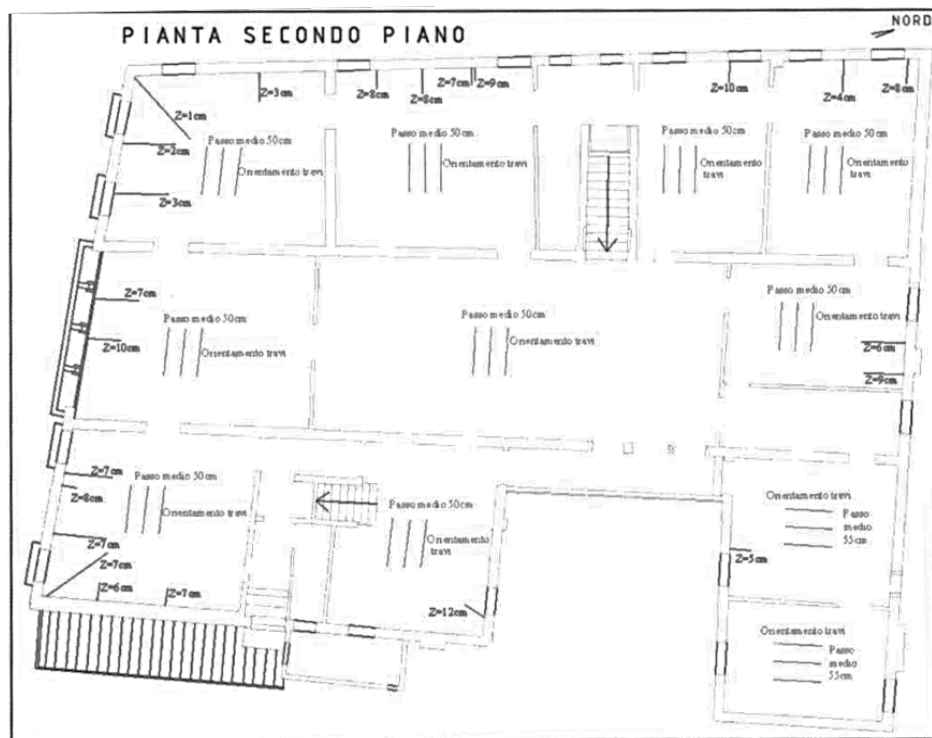 PIANTA SECONDO PIANO
NORD
Z=3cm
Z=8cm
Z=8cm
Z=7cm
Z=9cm
Z=10cm
Z=4cm
Z=8cm
Z=1cm
Z=2cm
Z=3cm
Passo medio 50cm
Orientamento travi
Passo medio 50cm
Orientamento travi
Passo medio 50cm
Orientamento
travi
Passo medio 50cm
Orientamento
travi
Z=7cm
Z=10cm
Passo medio 50cm
Orientamento travi
Passo medio 50cm
Orientamento travi
Passo medio 50cm
Orientamento travi
Z=6cm
Z=9cm
Z=7cm
Z=8cm
Z=7cm
Z=7cm
Z=6cm
Z=7cm
Passo medio 50cm
Orientamento travi
Passo medio 50cm
Orientamento
travi
Z=12cm
Orientamento travi
Passo
medio
55cm
Z=5cm
Orientamento travi
Passo
medio
55cm